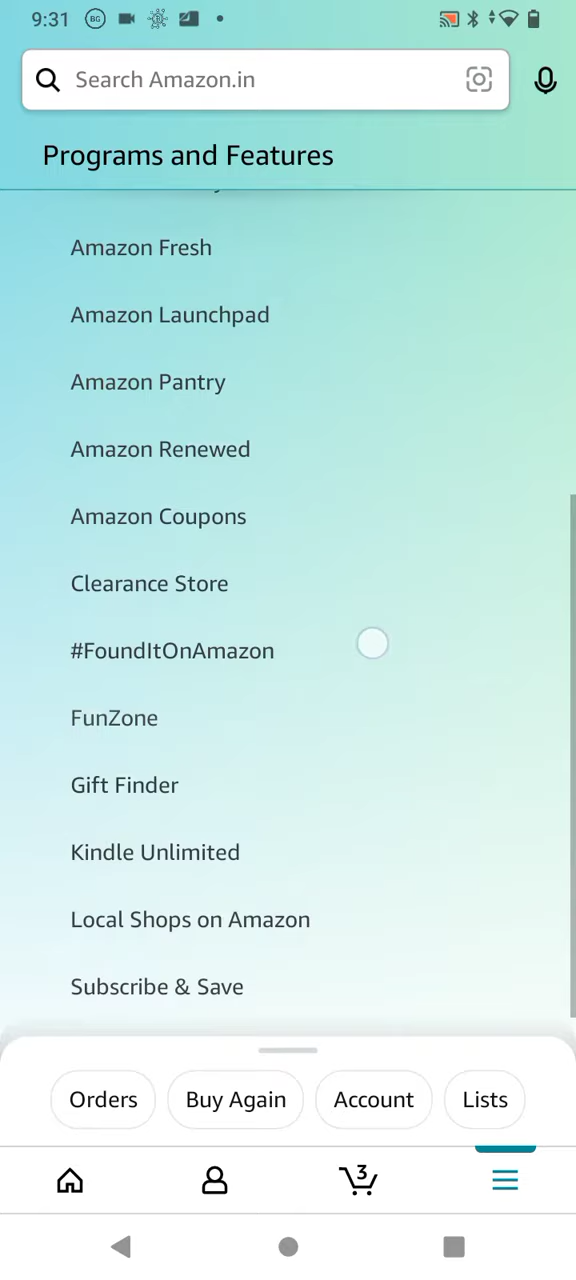 9:31 BG
Search Amazon.in
Programs and Features
Amazon Fresh
Amazon Launchpad
Amazon Pantry
Amazon Renewed
Amazon Coupons
Clearance Store
#FoundItOnAmazon
FunZone
Gift Finder
Kindle Unlimited
Local Shops on Amazon
Subscribe & Save
Orders Buy Again Account Lists
3